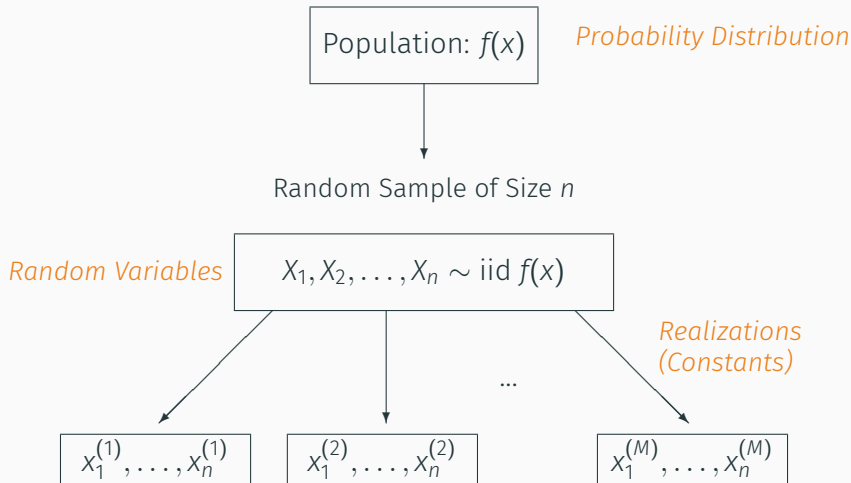 Population: f(x)
Probability Distribution
Random Sample of Size n
Random Variables
X₁, X₂, . . . , Xₙ ∼ iid f(x)
Realizations
(Constants)
...
x₁⁽¹⁾, . . . , xₙ⁽¹⁾
x₁⁽²⁾, . . . , xₙ⁽²⁾
x₁⁽ᴹ⁾, . . . , xₙ⁽ᴹ⁾